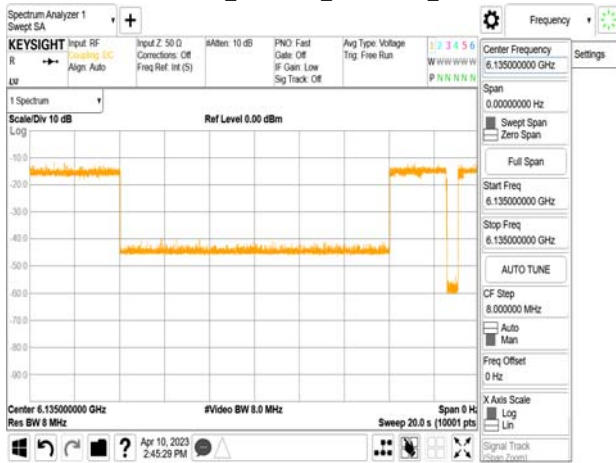 Spectrum Analyzer 1
Swept SA
+
Frequency
KEYSIGHT
R
LXI
Input: RF
Coupling: DC
Align: Auto
Input Z: 50 Ω
Corrections: Off
Freq Ref: Int (S)
#Atten: 10 dB
PNO: Fast
Gate: Off
IF Gain: Low
Sig Track: Off
Avg Type: Voltage
Trig: Free Run
1 2 3 4 5 6
W W W W W W
P N N N N N
1 Spectrum
Scale/Div 10 dB
Ref Level 0.00 dBm
Log
-10.0
-20.0
-30.0
-40.0
-50.0
-60.0
-70.0
-80.0
-90.0
Center 6.135000000 GHz
Res BW 8 MHz
#Video BW 8.0 MHz
Span 0 Hz
Sweep 20.0 s (10001 pts
Apr 10, 2023
2:45:29 PM
?
Center Frequency
6.135000000 GHz
Settings
Span
0.00000000 Hz
Swept Span
Zero Span
Full Span
Start Freq
6.135000000 GHz
Stop Freq
6.135000000 GHz
AUTO TUNE
CF Step
8.000000 MHz
Auto
Man
Freq Offset
0 Hz
X Axis Scale
Log
Lin
Signal Track
(Span Zoom)